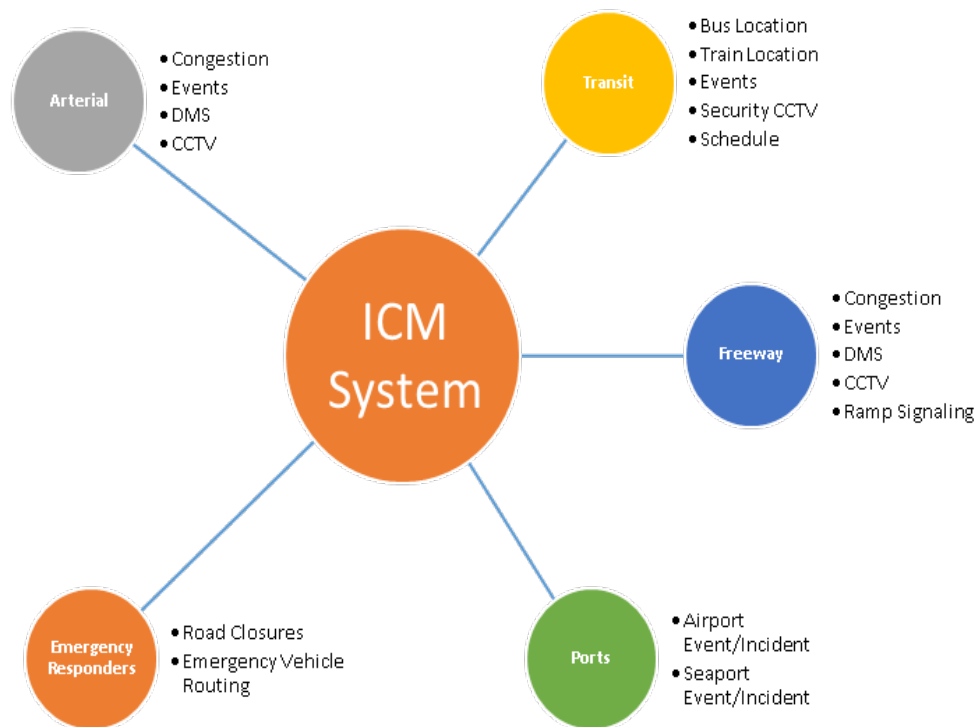 Arterial
• Congestion
• Events
• DMS
• CCTV
Transit
• Bus Location
• Train Location
• Events
• Security CCTV
• Schedule
ICM
System
Freeway
• Congestion
• Events
• DMS
• CCTV
• Ramp Signaling
Emergency
Responders
• Road Closures
• Emergency Vehicle
Routing
Ports
• Airport
Event/Incident
• Seaport
Event/Incident